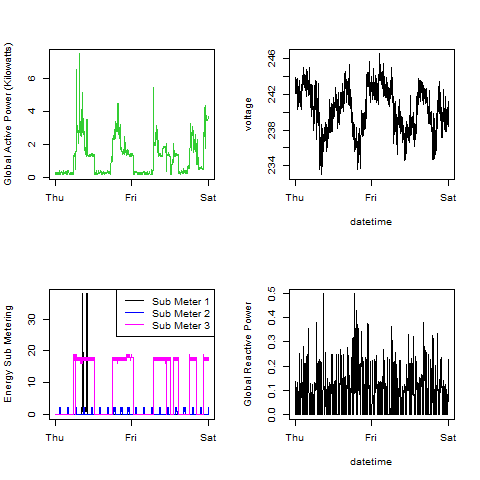 Global Active Power (Kilowatts)
0 2 4 6
Thu Fri Sat
voltage
234 238 242 246
Thu Fri Sat
datetime
Energy Sub Metering
0 10 20 30
Sub Meter 1
Sub Meter 2
Sub Meter 3
Thu Fri Sat
Global Reactive Power
0.0 0.1 0.2 0.3 0.4 0.5
Thu Fri Sat
datetime